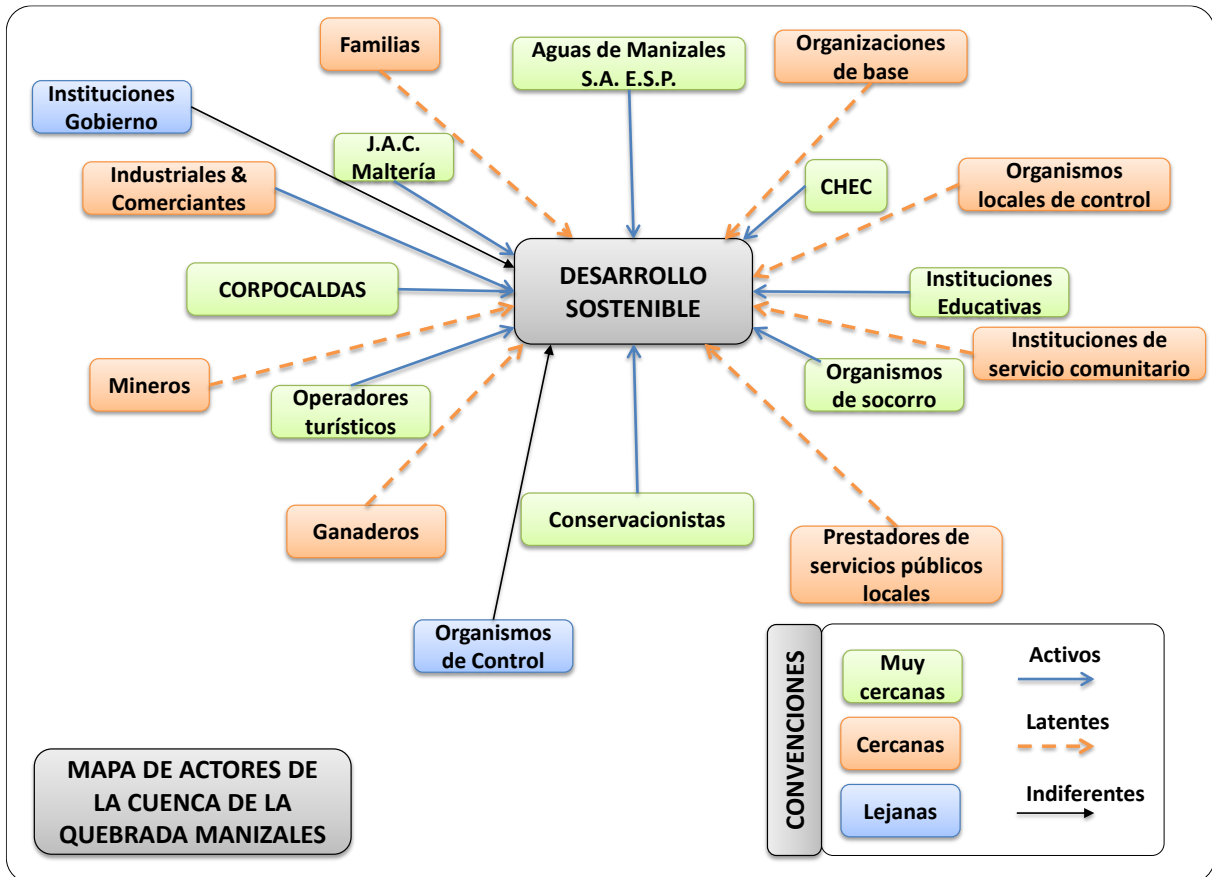 Familias
Aguas de Manizales
S.A. E.S.P.
Organizaciones
de base
Instituciones
Gobierno
J.A.C.
Maltería
Industriales &
Comerciantes
CHEC
Organismos
locales de control
DESARROLLO
SOSTENIBLE
CORPOCALDAS
Instituciones
Educativas
Instituciones de
servicio comunitario
Mineros
Operadores
turísticos
Organismos
de socorro
Ganaderos
Conservacionistas
Prestadores de
servicios públicos
locales
Organismos
de Control
CONVENCIONES
Muy
cercanas
Activos
Cercanas
Latentes
Lejanas
Indiferentes
MAPA DE ACTORES DE
LA CUENCA DE LA
QUEBRADA MANIZALES